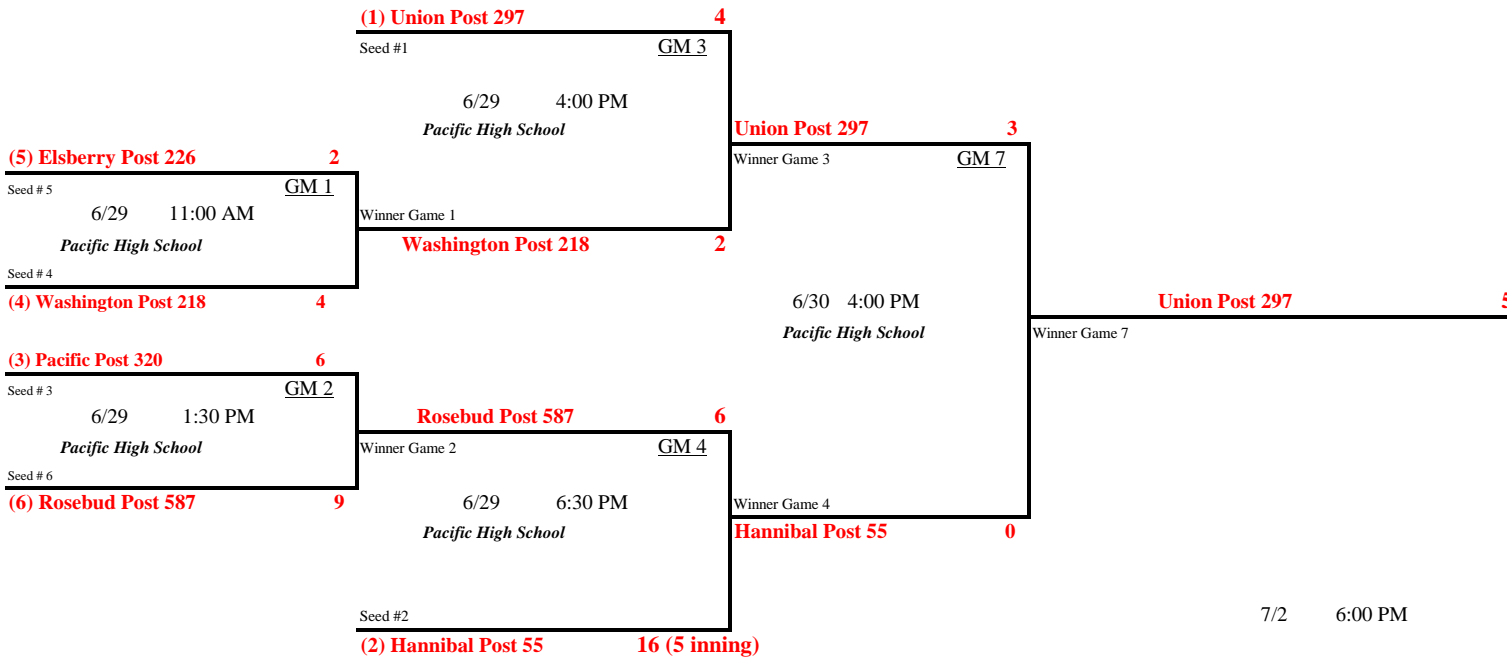 (1) Union Post 297 4
Seed #1 GM 3
6/29 4:00 PM
Pacific High School
Union Post 297 3
(5) Elsberry Post 226 2
Winner Game 3 GM 7
Seed # 5 GM 1
6/29 11:00 AM
Winner Game 1
Pacific High School
Washington Post 218 2
Seed # 4
(4) Washington Post 218 4
6/30 4:00 PM
Union Post 297 5
Pacific High School
Winner Game 7
(3) Pacific Post 320 6
Seed # 3 GM 2
6/29 1:30 PM
Rosebud Post 587 6
Pacific High School
Winner Game 2 GM 4
Seed # 6
(6) Rosebud Post 587 9
6/29 6:30 PM
Winner Game 4
Pacific High School
Hannibal Post 55 0
Seed #2
7/2 6:00 PM
(2) Hannibal Post 55 16 (5 inning)